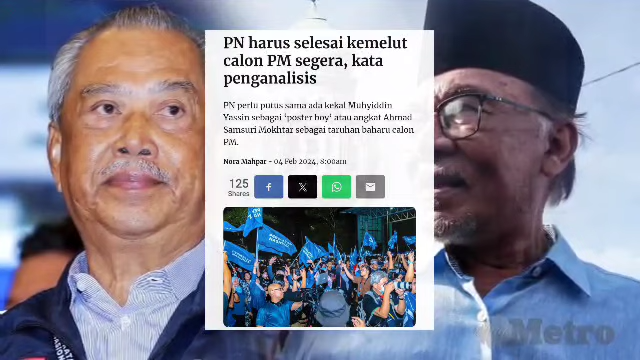 PN harus selesai kemelut
calon PM segera, kata
penganalisis
PN perlu putus sama ada kekal Muhyiddin
Yassin sebagai 'poster boy' atau angkat Ahmad
Samsuri Mokhtar sebagai taruhan baharu calon
PM.
Nora Mahpar - 04 Feb 2024, 8:00am
125
Shares
Metro